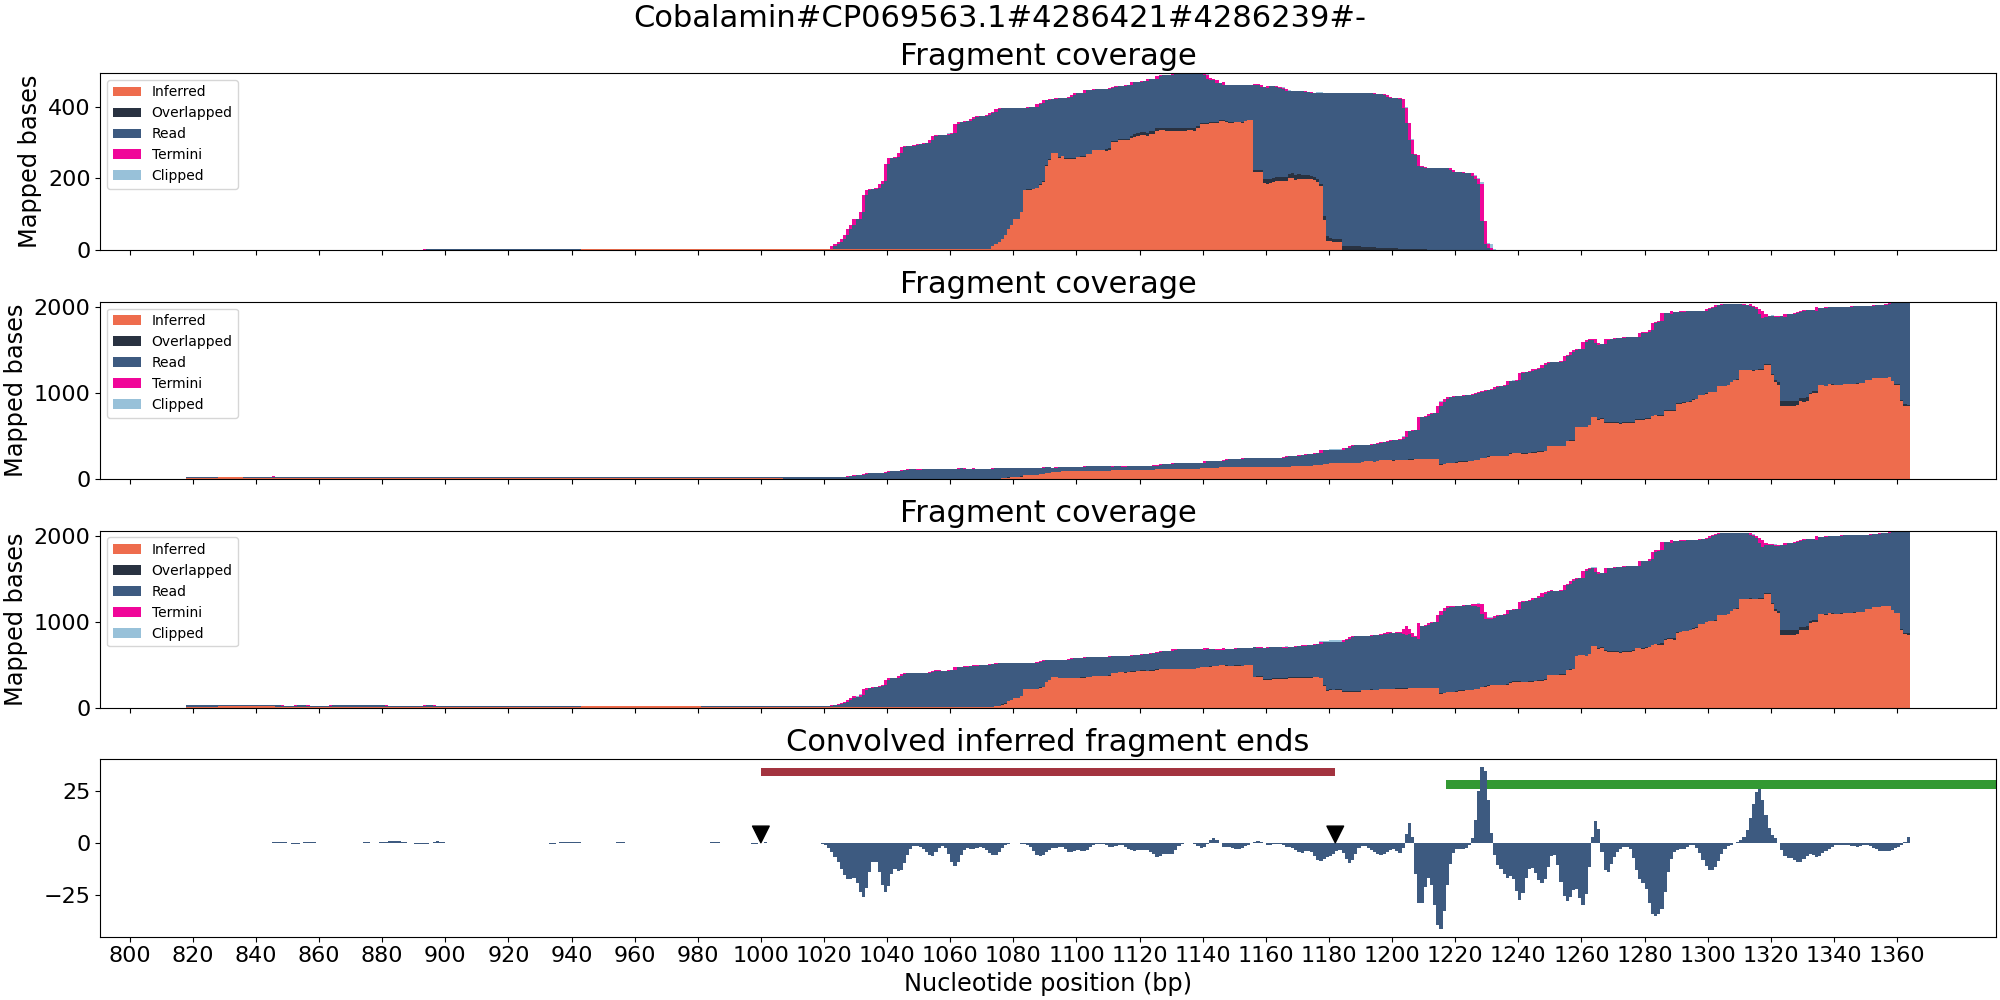 Cobalamin#CP069563.1#4286421#4286239#-
Fragment coverage
Mapped bases
400
200
0
Inferred
Overlapped
Read
Termini
Clipped
Fragment coverage
Mapped bases
2000
1000
0
Inferred
Overlapped
Read
Termini
Clipped
Fragment coverage
Mapped bases
2000
1000
0
Inferred
Overlapped
Read
Termini
Clipped
Convolved inferred fragment ends
25
0
−25
800 820 840 860 880 900 920 940 960 980 1000 1020 1040 1060 1080 1100 1120 1140 1160 1180 1200 1220 1240 1260 1280 1300 1320 1340 1360
Nucleotide position (bp)